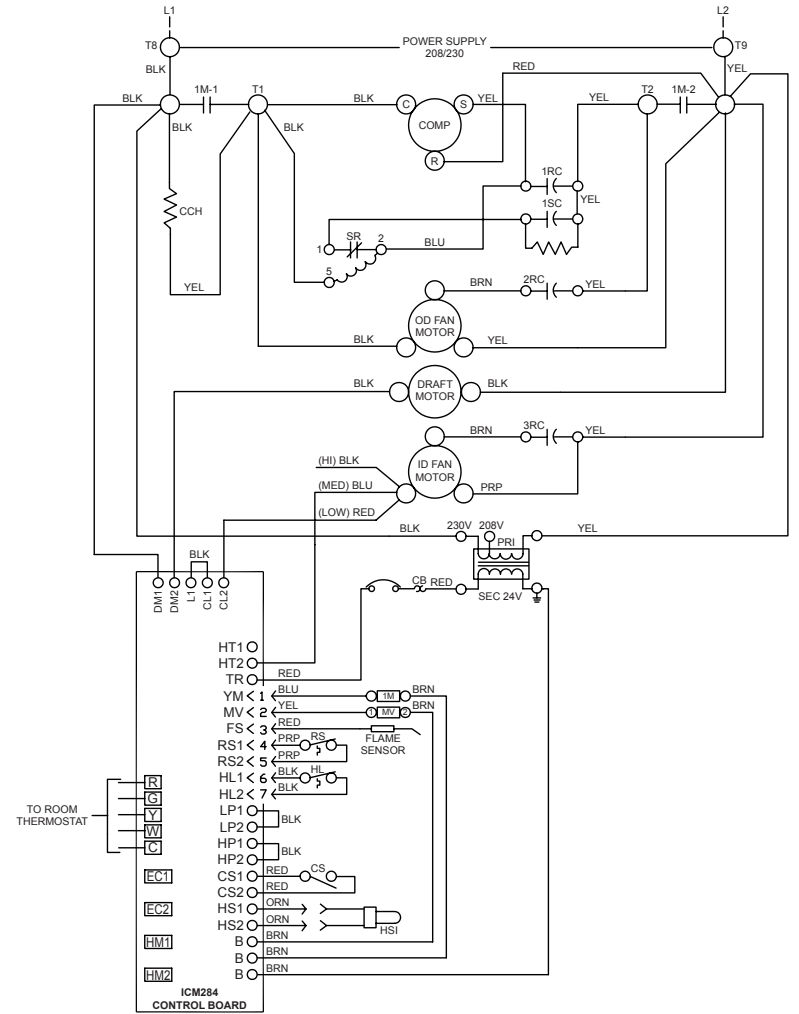 L1 L2
T8 POWER SUPPLY T9
208/230
BLK RED YEL
BLK 1M-1 T1 BLK C S YEL YEL T2 1M-2
BLK BLK COMP
R
1RC
CCH YEL
1SC
SR
1 2 BLU
5
YEL BRN 2RC YEL
OD FAN
MOTOR
BLK YEL
BLK DRAFT BLK
MOTOR
BRN 3RC YEL
(HI) BLK ID FAN
MOTOR
(MED) BLU PRP
(LOW) RED
BLK 230V 208V YEL
PRI
BLK
CB RED
SEC 24V
DM1 DM2 L1 CL1 CL2
HT1
HT2
TR RED
YM < 1 BLU 1M BRN
MV < 2 YEL 1 MV 2 BRN
FS < 3 RED
FLAME
SENSOR
RS1 < 4 PRP RS
RS2 < 5 PRP
HL1 < 6 BLK HL
HL2 < 7 BLK
R
G
Y
W
C
TO ROOM
THERMOSTAT
LP1
BLK
LP2
HP1
BLK
HP2
EC1 CS1 RED CS
CS2 RED
EC2 HS1 ORN
HS2 ORN HSI
HM1 B BRN
B BRN
HM2 B BRN
ICM284
CONTROL BOARD